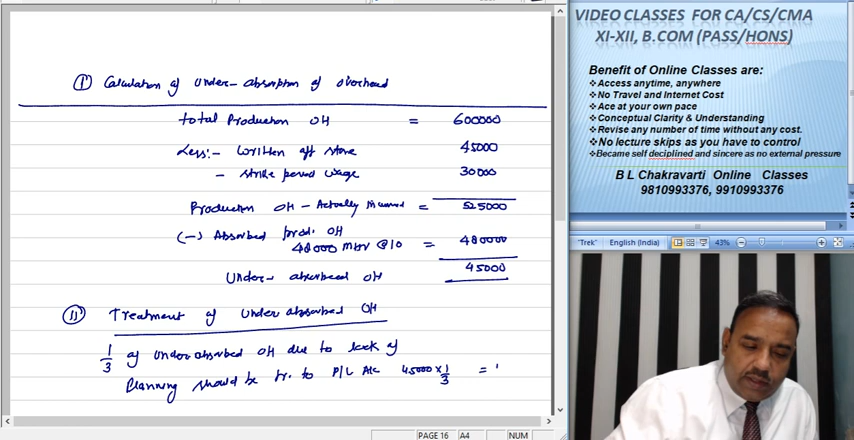 ① Calculation of Under-absorption of overhead
Total Production OH = 600000
Less:- Written off store 45000
- Strike period wage 30000
Production OH - Actually incurred = 525000
(-) Absorbed prod. OH
48000 MHr @10 = 480000
Under-absorbed OH 45000
② Treatment of Under absorbed OH
1/3 of Under absorbed OH due to lack of
Planning should be tr. to P/L A/c 45000 × 1/3 =
PAGE 16 A4 NUM
VIDEO CLASSES FOR CA/CS/CMA
XI-XII, B.COM (PASS/HONS)
Benefit of Online Classes are:
❖Access anytime, anywhere
❖No Travel and Internet Cost
❖Ace at your own pace
❖Conceptual Clarity & Understanding
❖Revise any number of time without any cost.
❖No lecture skips as you have to control
❖Became self deciplined and sincere as no external pressure
B L Chakravarti Online Classes
9810993376, 9910993376
"Trek" English (India) 43%